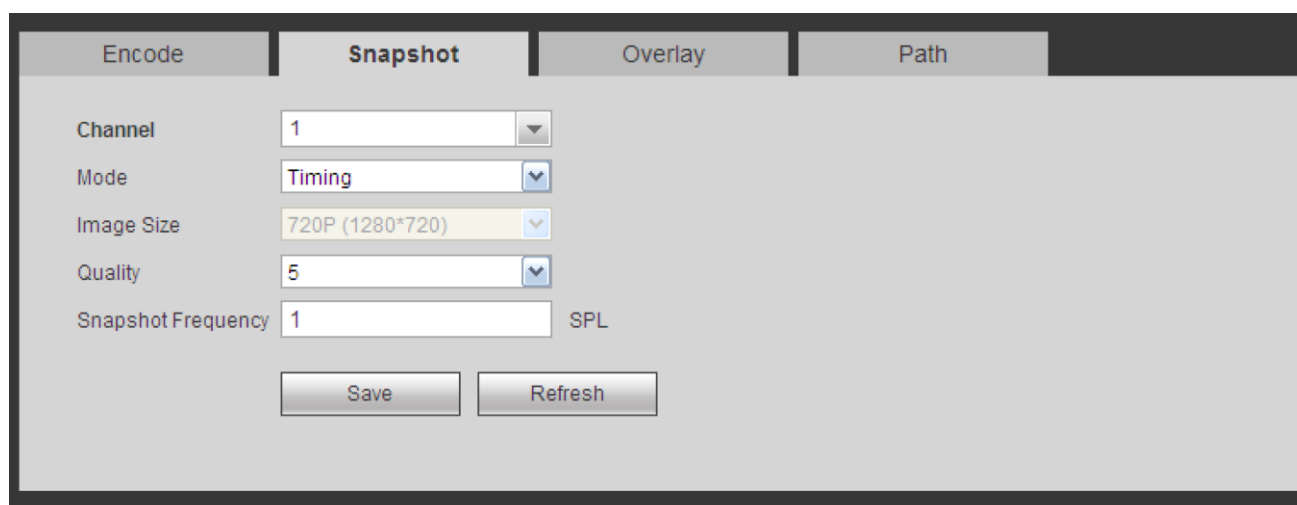 Encode Snapshot Overlay Path
Channel 1
Mode Timing
Image Size 720P (1280*720)
Quality 5
Snapshot Frequency 1 SPL
Save Refresh